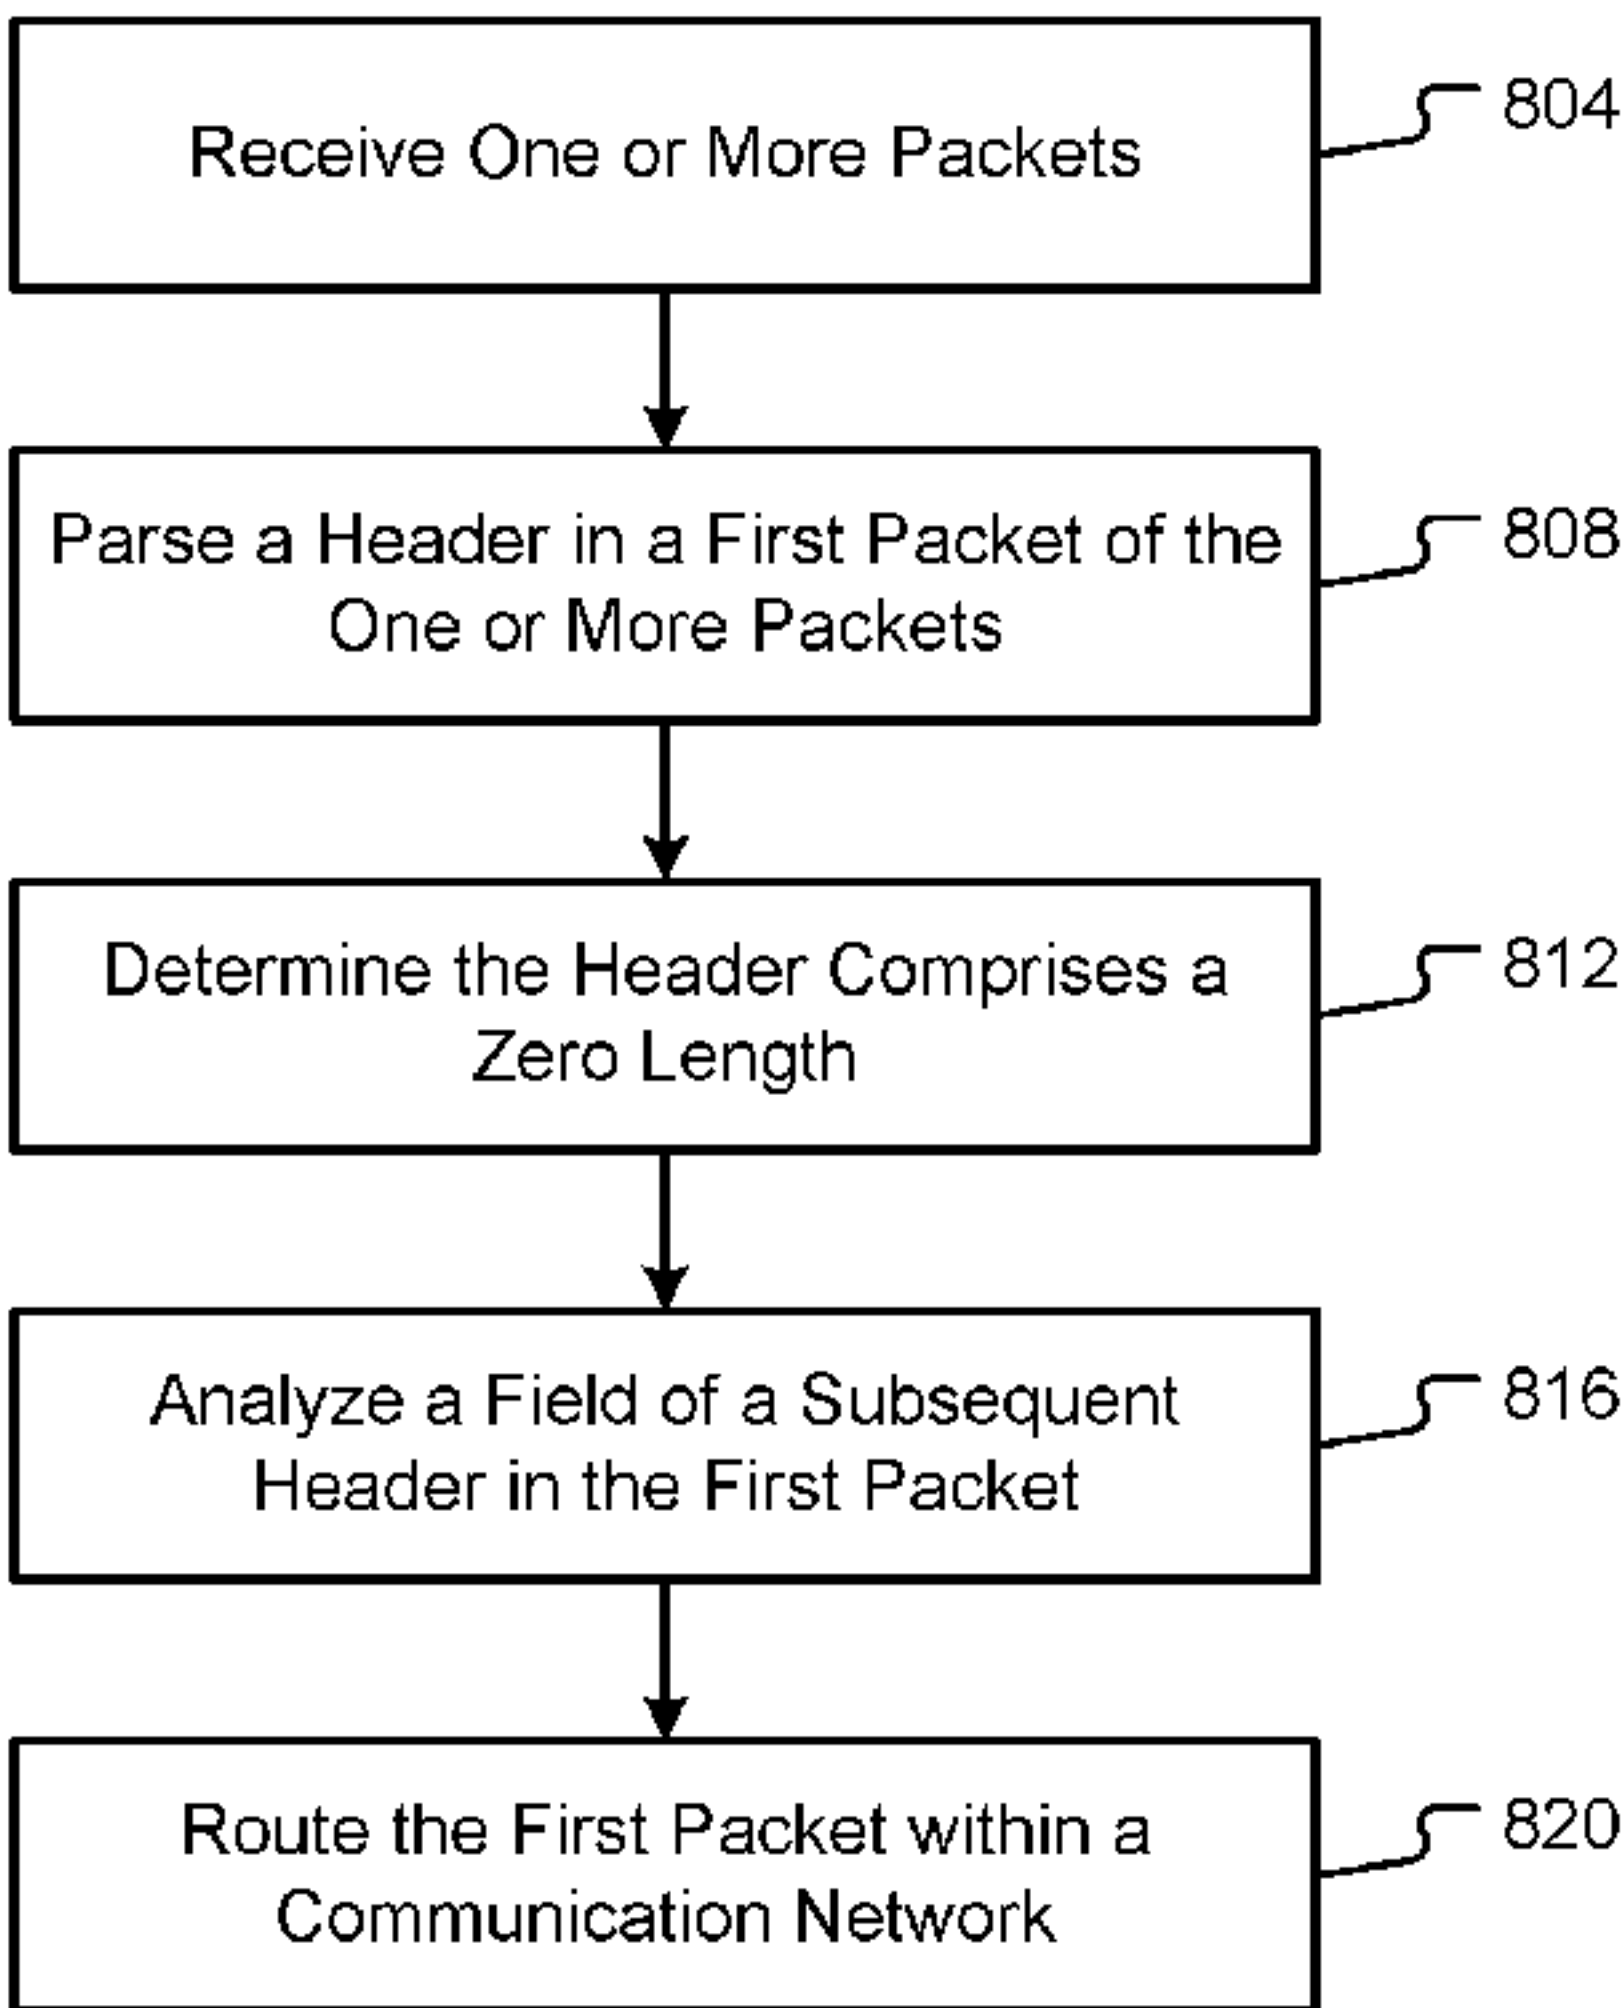 Receive One or More Packets
804
Parse a Header in a First Packet of the
One or More Packets
808
Determine the Header Comprises a
Zero Length
812
Analyze a Field of a Subsequent
Header in the First Packet
816
Route the First Packet within a
Communication Network
820